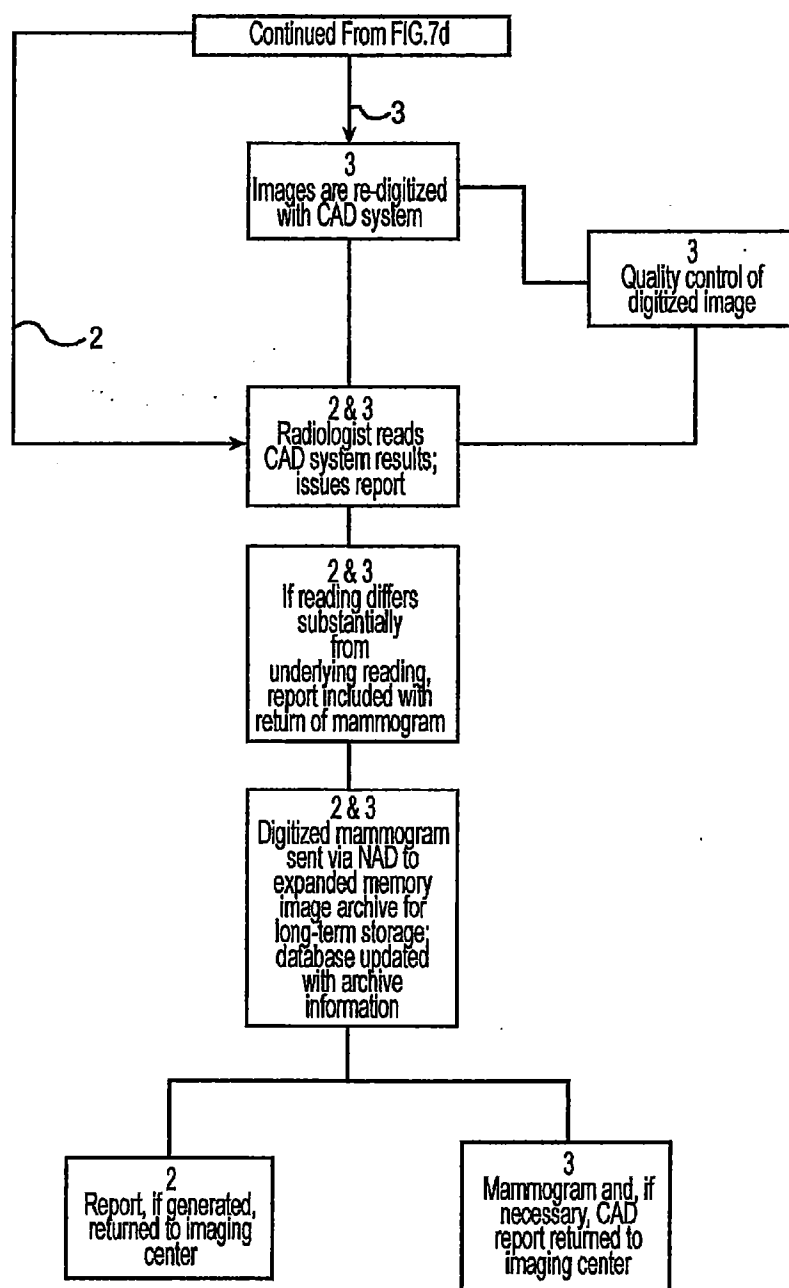 Continued From FIG.7d
3
3
Images are re-digitized
with CAD system
3
Quality control of
digitized image
2
2 & 3
Radiologist reads
CAD system results;
issues report
2 & 3
If reading differs
substantially
from
underlying reading,
report included with
return of mammogram
2 & 3
Digitized mammogram
sent via NAD to
expanded memory
image archive for
long-term storage;
database updated
with archive
information
2
Report, if generated,
returned to imaging
center
3
Mammogram and, if
necessary, CAD
report returned to
imaging center